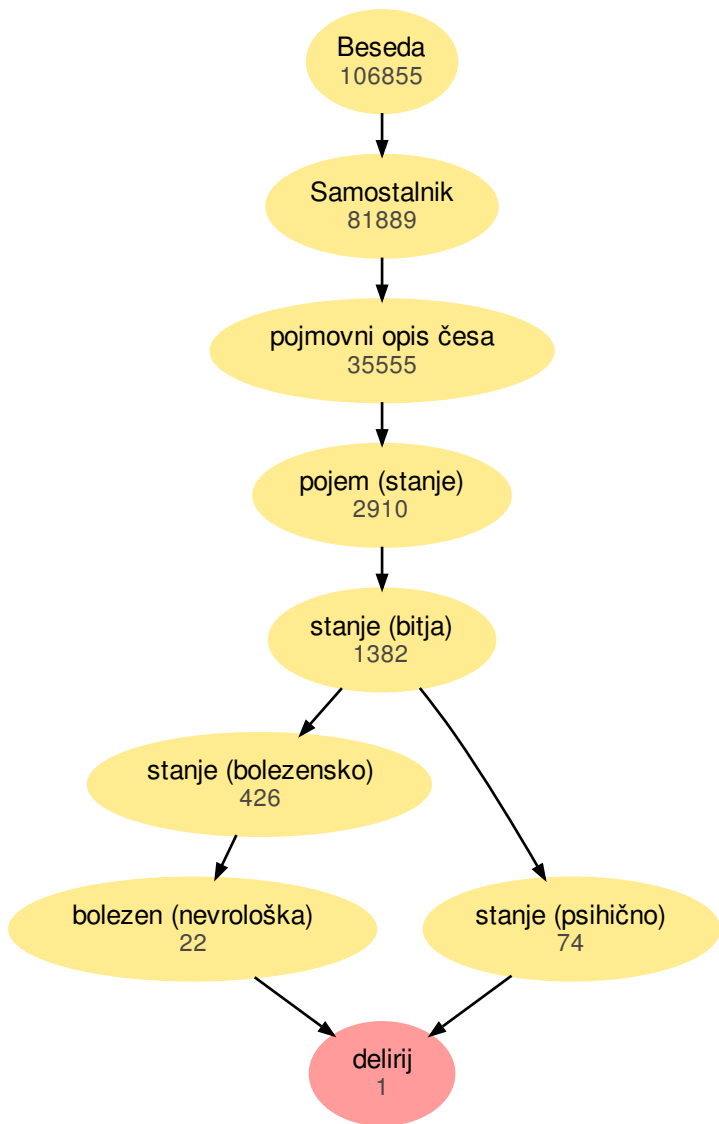 Beseda
106855
Samostalnik
81889
pojmovni opis česa
35555
pojem (stanje)
2910
stanje (bitja)
1382
stanje (bolezensko)
426
bolezen (nevrološka)
22
stanje (psihično)
74
delirij
1